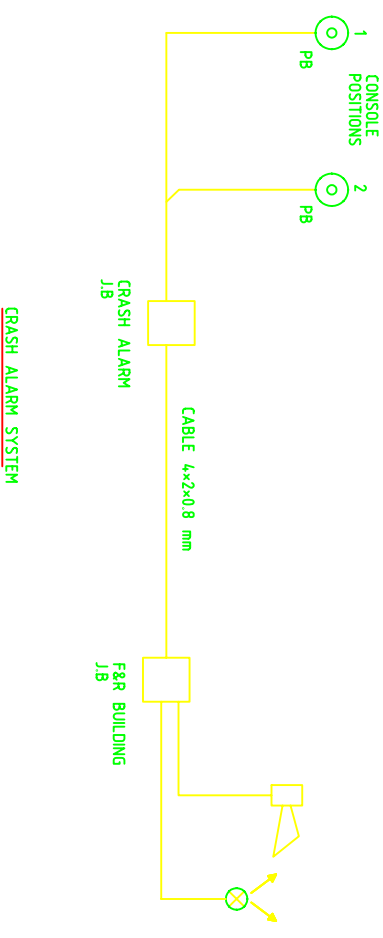 CONSOLE
POSITIONS
1
PB
2
PB
CRASH ALARM
J.B
CABLE 4×2×0.8 mm
F&R BUILDING
J.B
CRASH ALARM SYSTEM